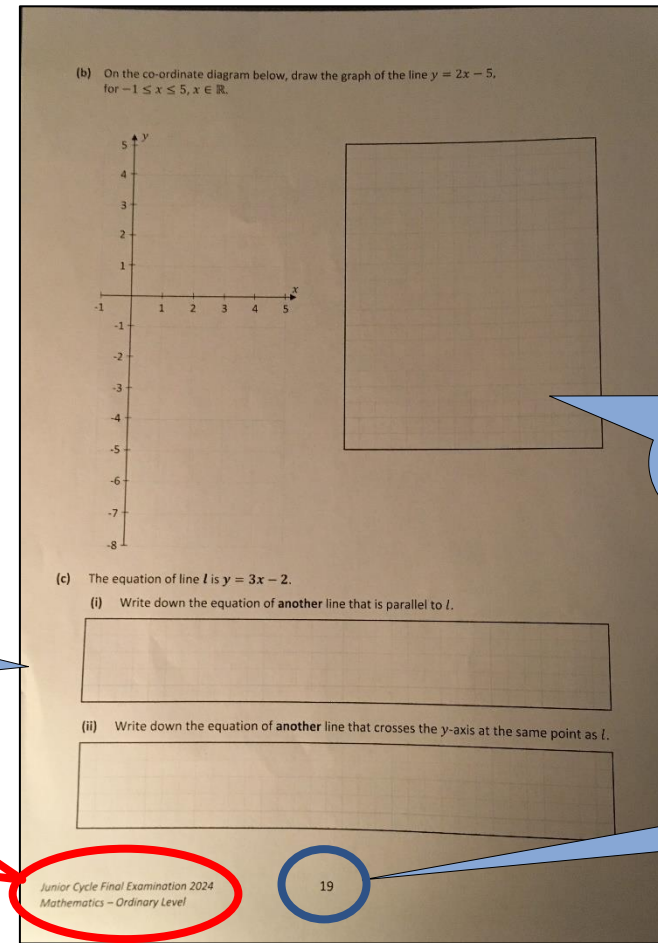 (b) On the co-ordinate diagram below, draw the graph of the line y = 2x − 5,
for −1 ≤ x ≤ 5, x ∈ ℝ.
y
5
4
3
2
1
x
-1 1 2 3 4 5
-1
-2
-3
-4
-5
-6
-7
-8
(c) The equation of line l is y = 3x − 2.
(i) Write down the equation of another line that is parallel to l.
(ii) Write down the equation of another line that crosses the y-axis at the same point as l.
Junior Cycle Final Examination 2024
19
Mathematics – Ordinary Level